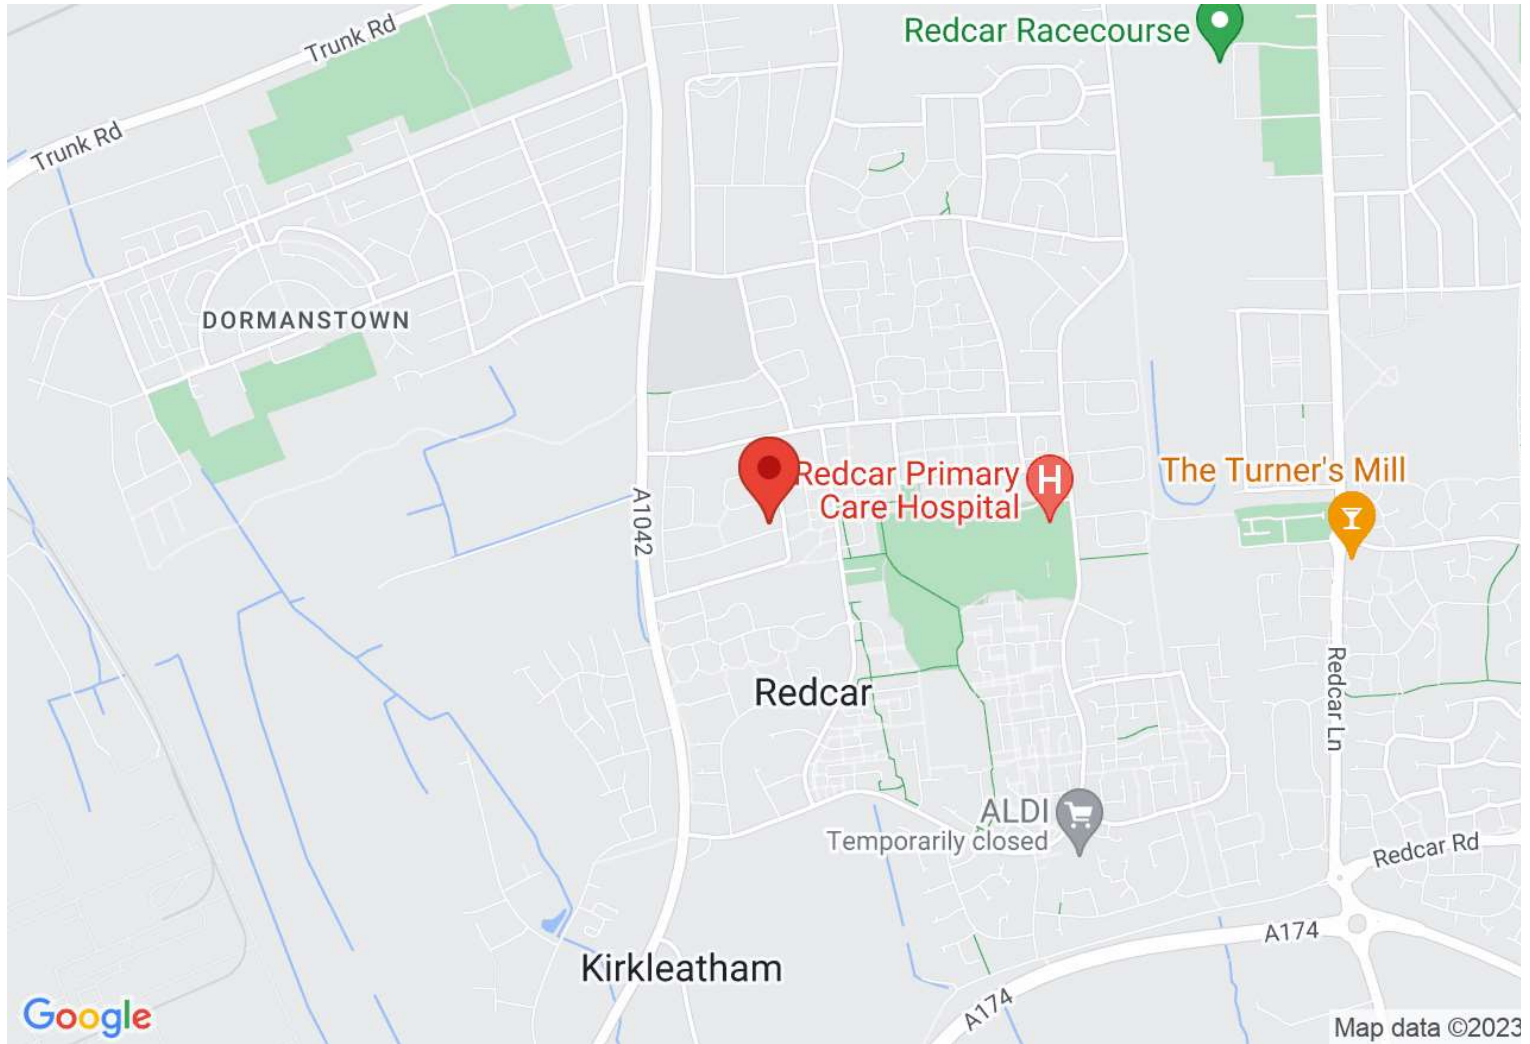 Redcar Racecourse
Trunk Rd
Trunk Rd
DORMANSTOWN
Redcar Primary
Care Hospital
The Turner's Mill
A1042
Redcar
Redcar Ln
ALDI
Temporarily closed
Redcar Rd
A174
Kirkleatham
A174
Google
Map data ©2023